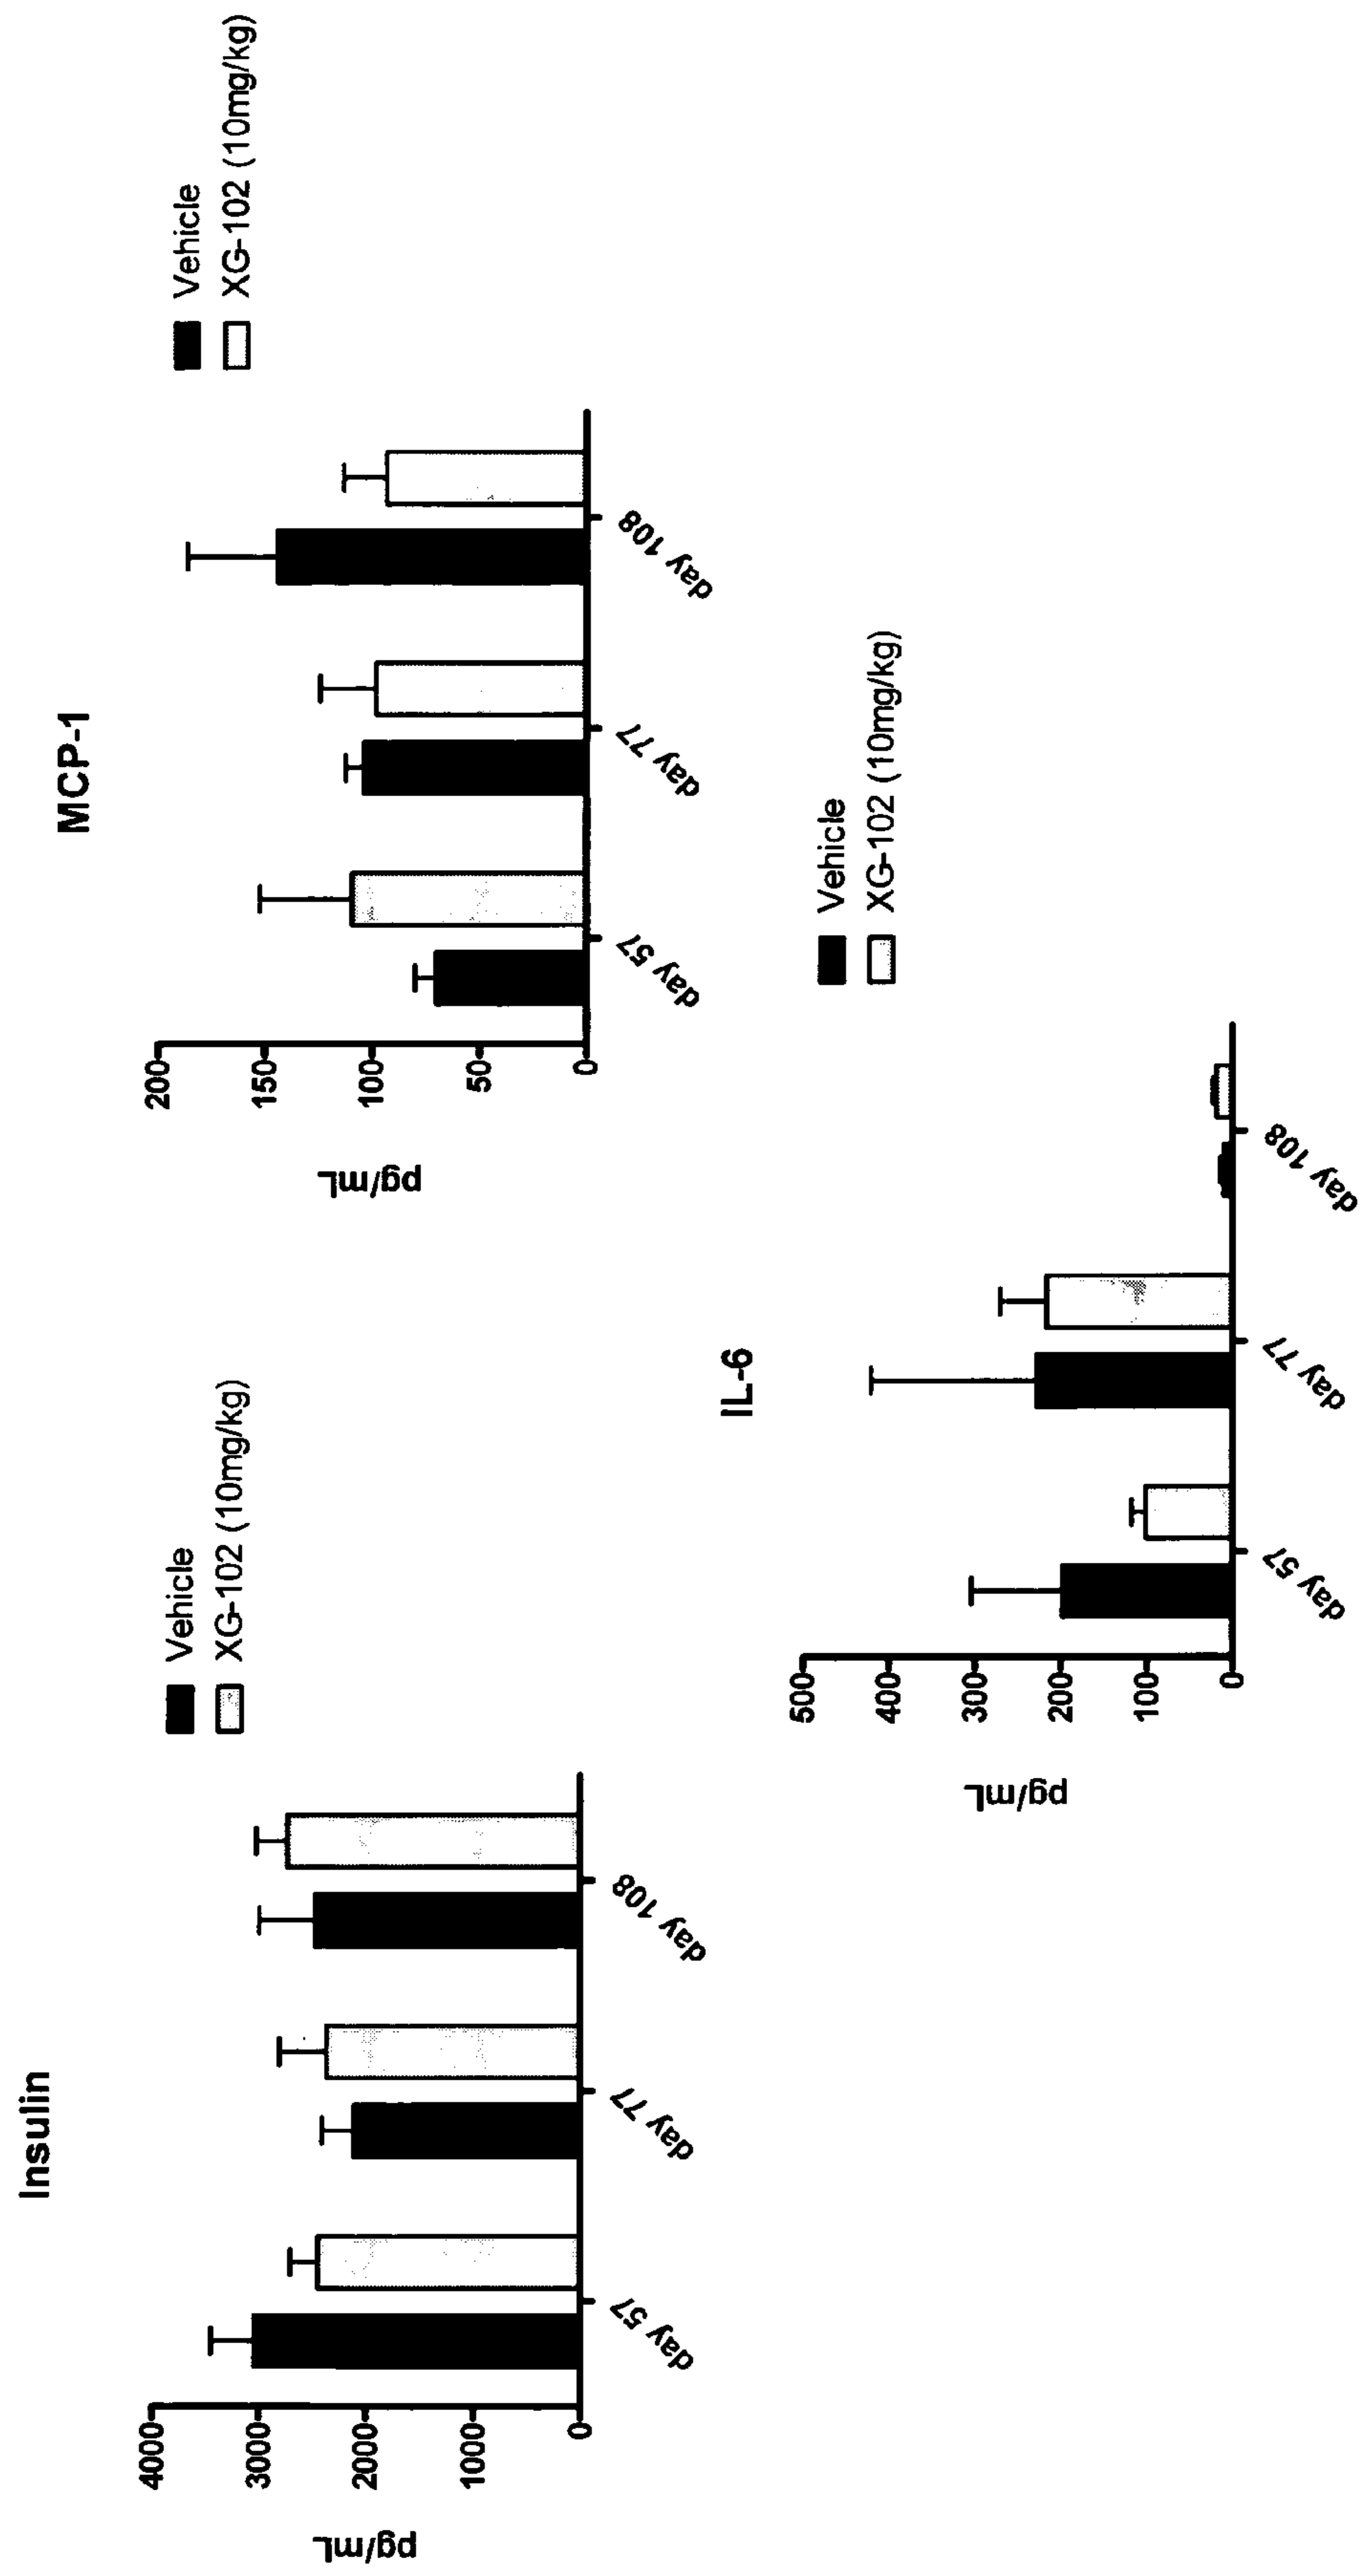 Insulin
pg/mL
4000
3000
2000
1000
0
day 57
day 77
day 108
Vehicle
XG-102 (10mg/kg)
MCP-1
pg/mL
200
150
100
50
0
day 57
day 77
day 108
Vehicle
XG-102 (10mg/kg)
IL-6
pg/mL
500
400
300
200
100
0
day 57
day 77
day 108
Vehicle
XG-102 (10mg/kg)